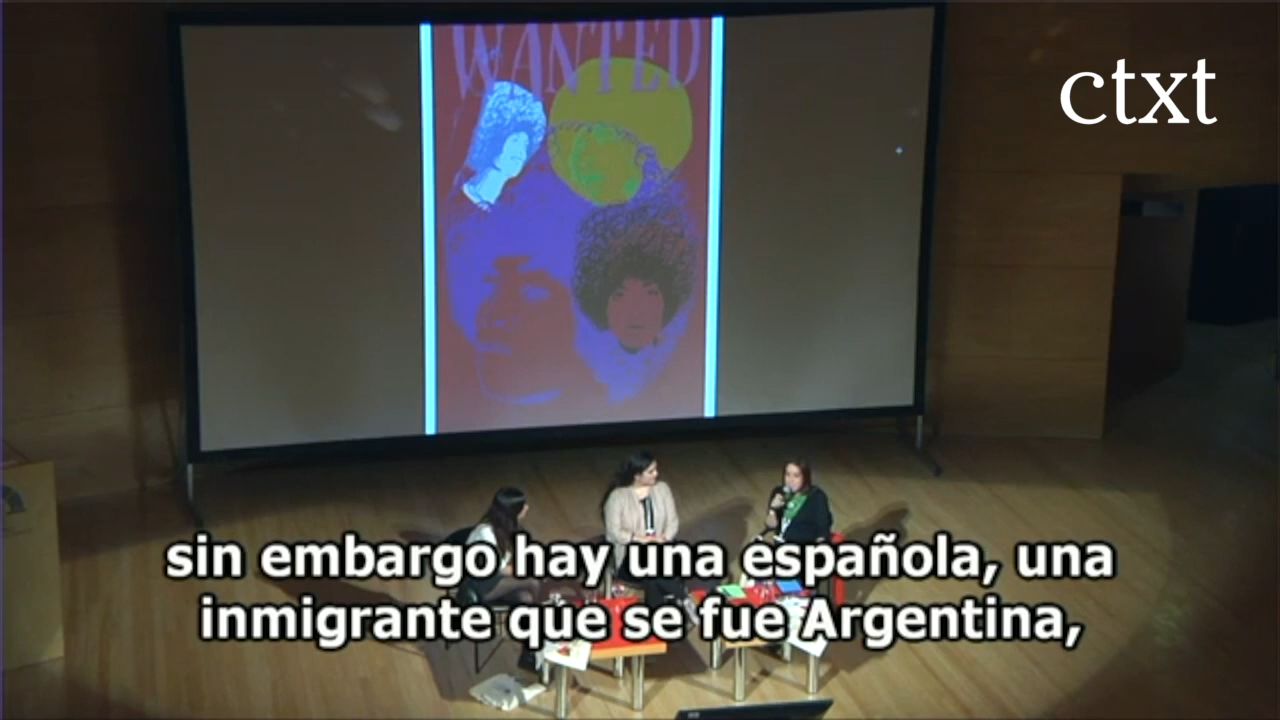 WANTED
ctxt
sin embargo hay una española, una
inmigrante que se fue Argentina,